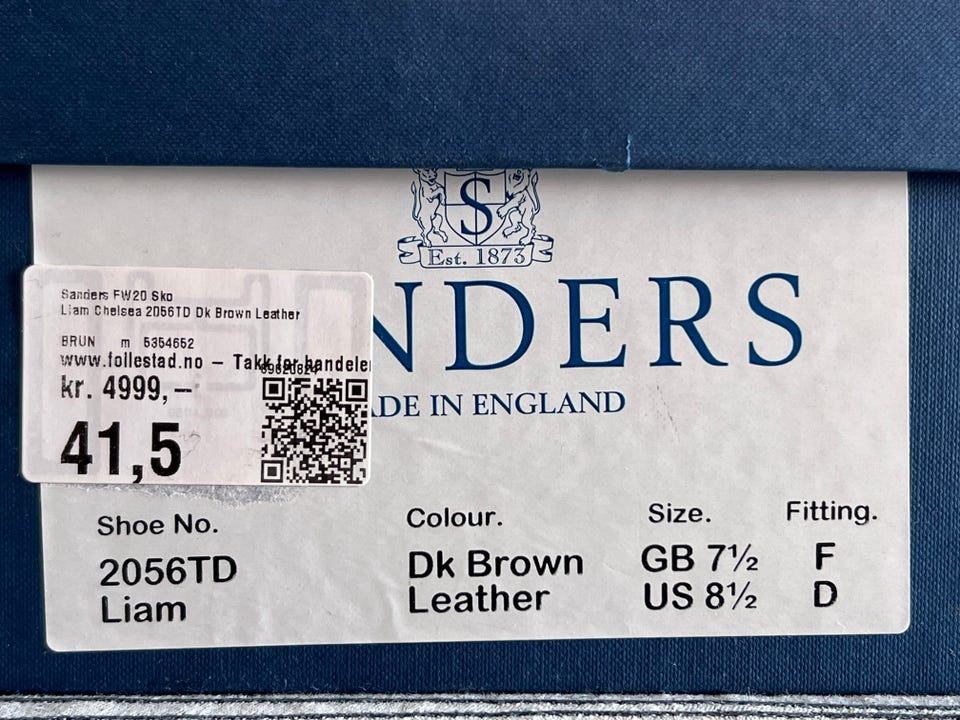 S
Est. 1873
NDERS
ADE IN ENGLAND
Sanders FW20 Sko
Liam Chelsea 2056TD Dk Brown Leather
BRUN m 5354652
www.follestad.no – Takk for handelen
kr. 4999,–
41,5
Shoe No. Colour. Size. Fitting.
2056TD Dk Brown GB 7½ F
Liam Leather US 8½ D